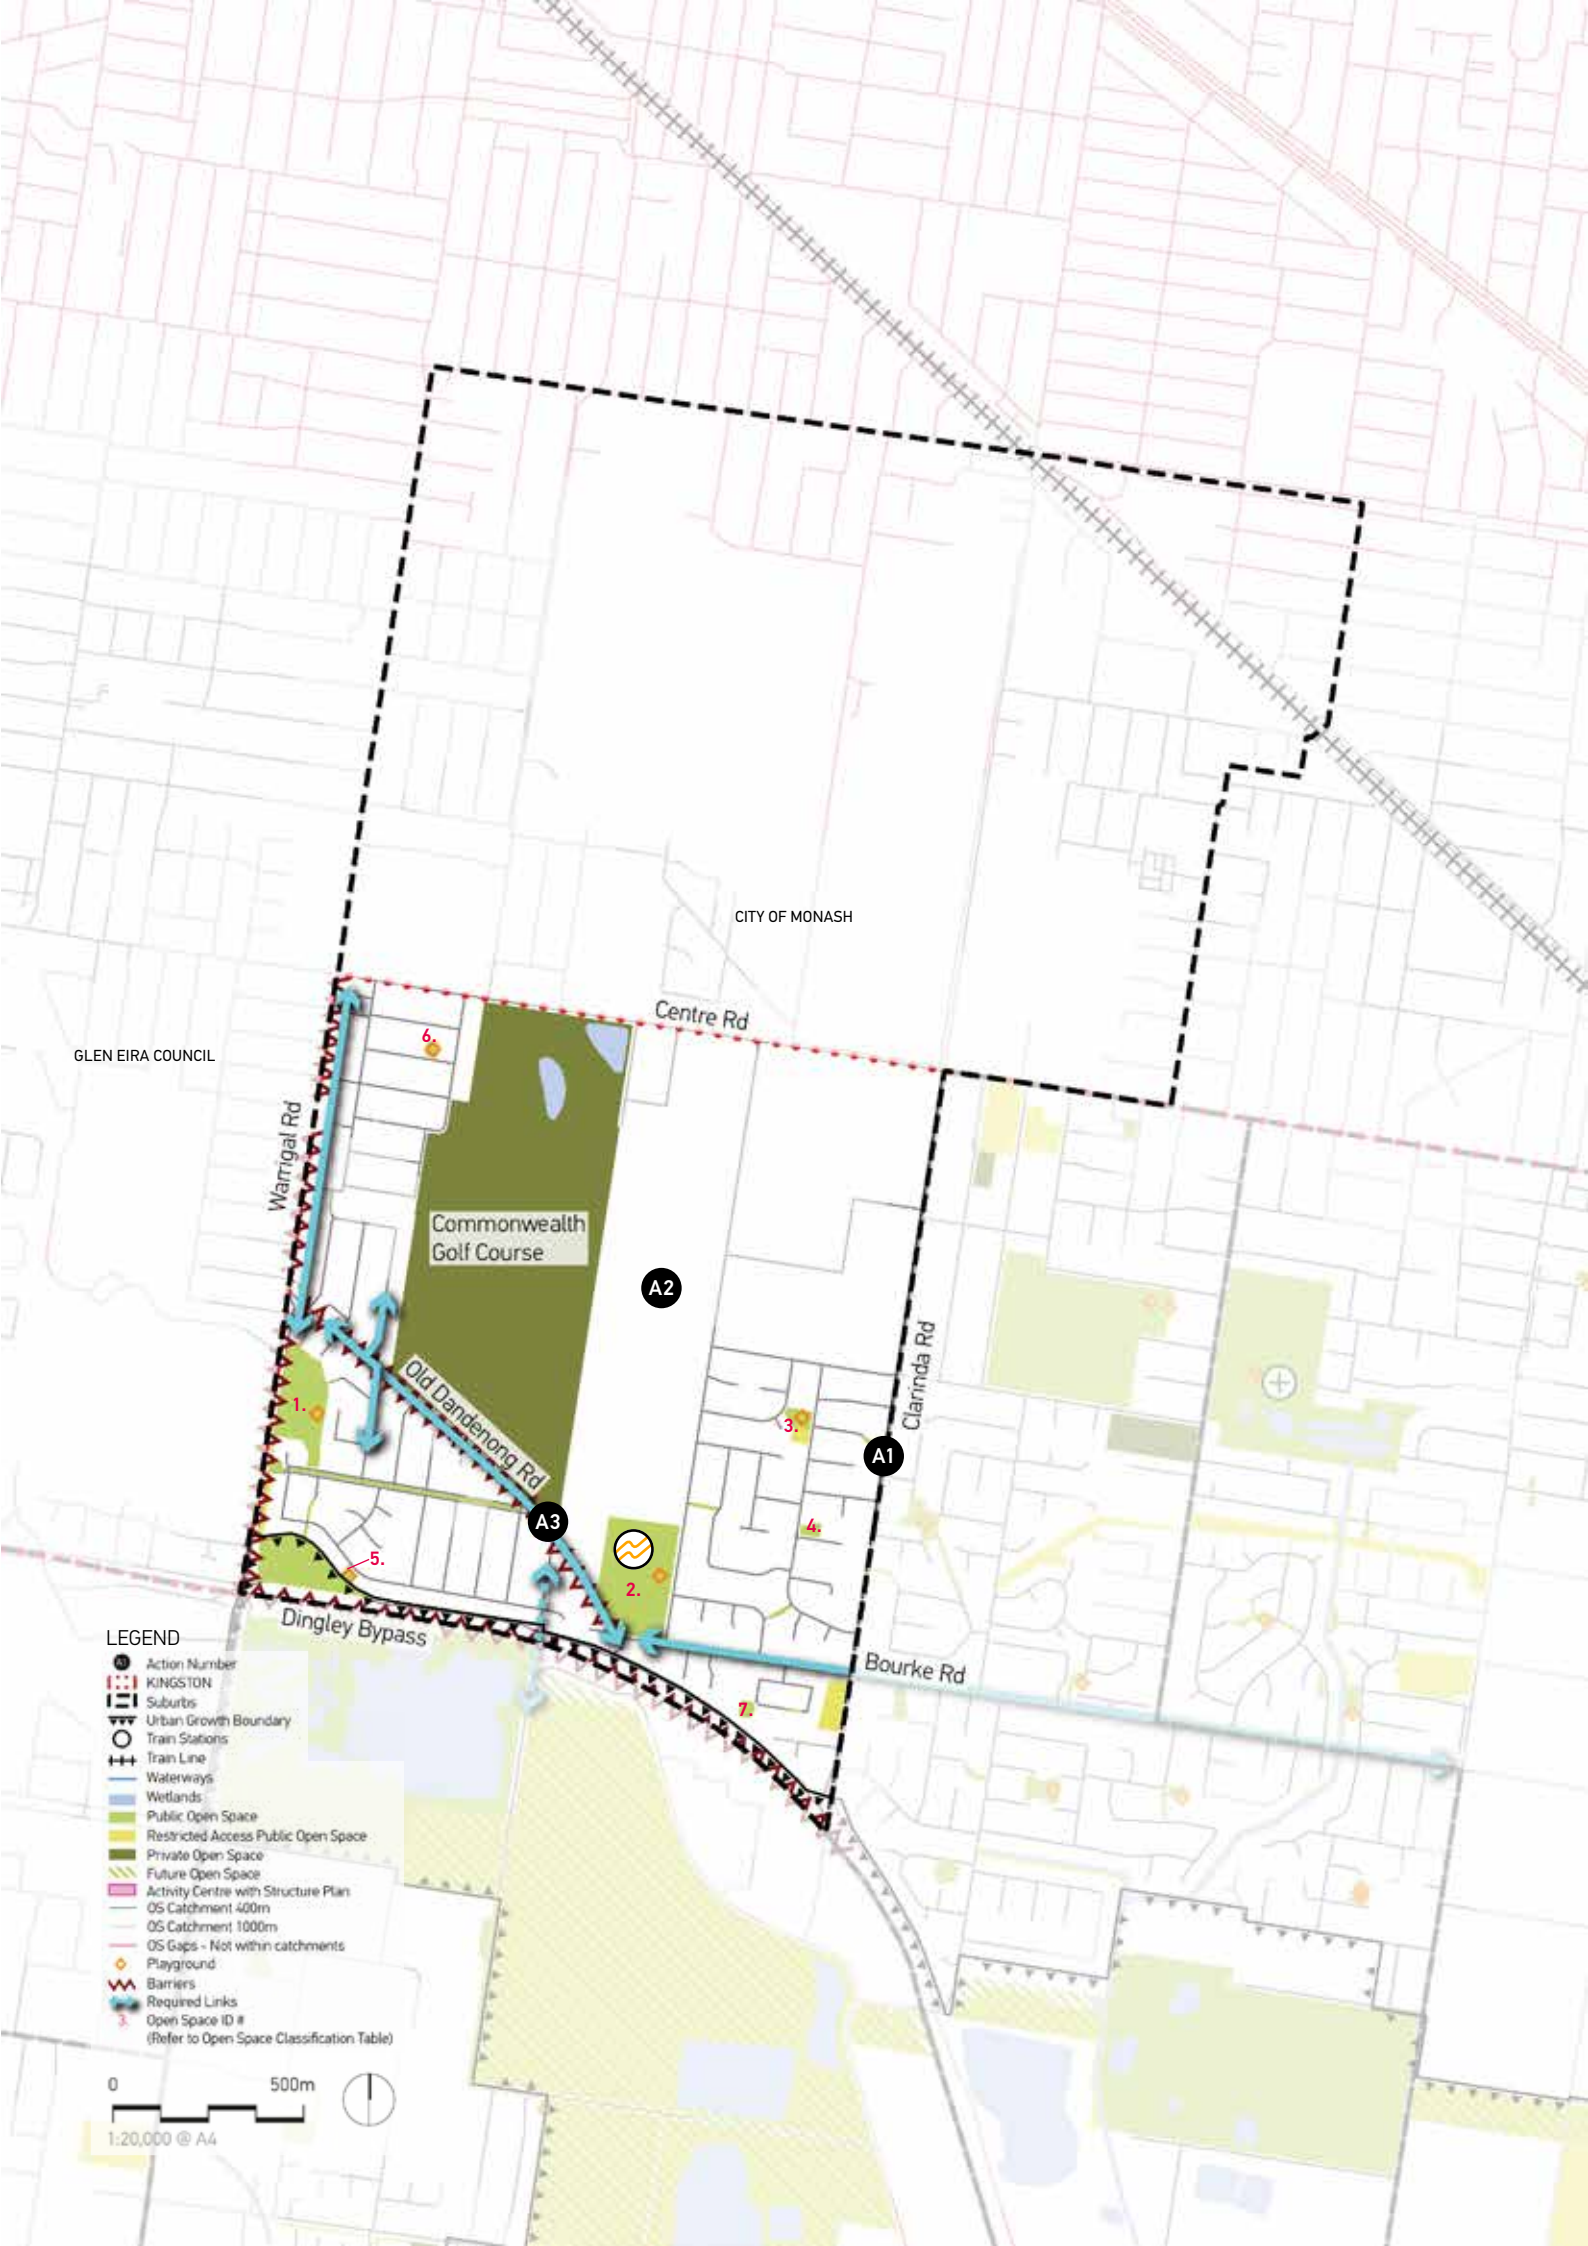 CITY OF MONASH
Centre Rd
6.
GLEN EIRA COUNCIL
Warrigal Rd
Commonwealth
Golf Course
A2
Clarinda Rd
Old Dandenong Rd
1.
3.
A1
A3
4.
5.
2.
Dingley Bypass
Bourke Rd
7.
LEGEND
Action Number
KINGSTON
Suburbs
Urban Growth Boundary
Train Stations
Train Line
Waterways
Wetlands
Public Open Space
Restricted Access Public Open Space
Private Open Space
Future Open Space
Activity Centre with Structure Plan
OS Catchment 400m
OS Catchment 1000m
OS Gaps - Not within catchments
Playground
Barriers
Required Links
3. Open Space ID #
(Refer to Open Space Classification Table)
0 500m
1:20,000 @ A4